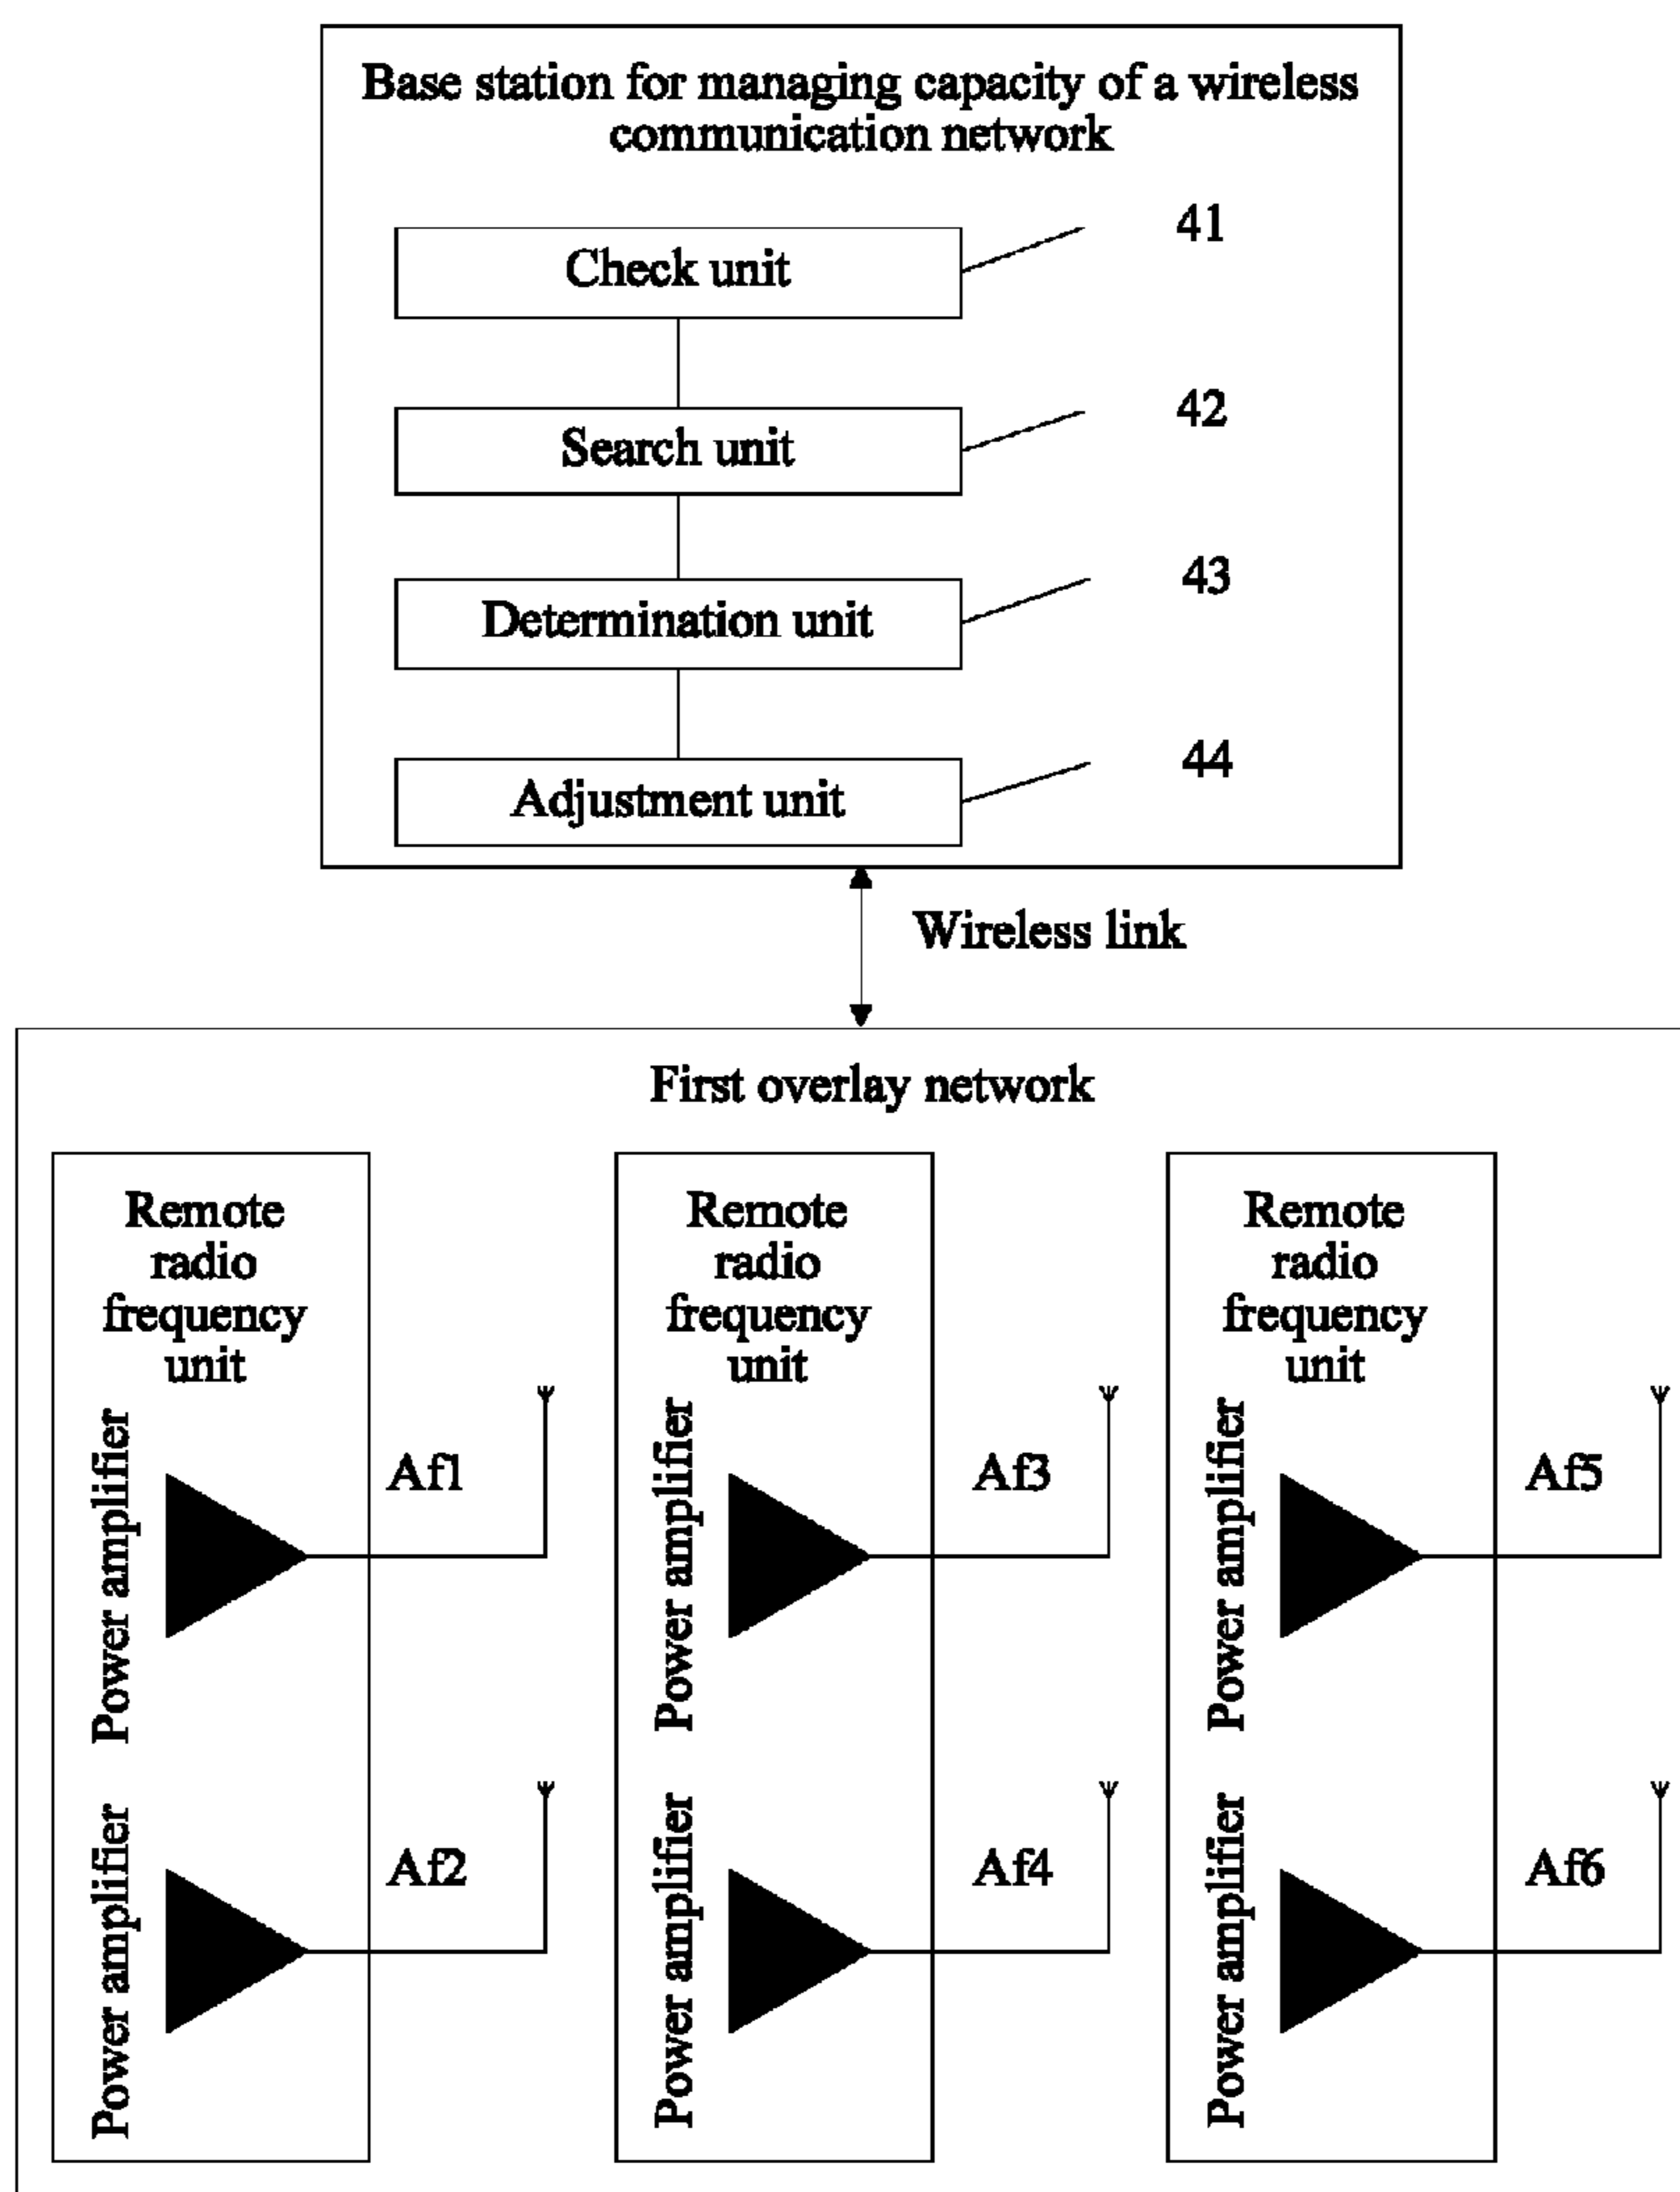 Base station for managing capacity of a wireless
communication network
41
Check unit
42
Search unit
43
Determination unit
44
Adjustment unit
Wireless link
First overlay network
Remote
radio
frequency
unit
Power amplifier
Af1
Power amplifier
Af2
Remote
radio
frequency
unit
Power amplifier
Af3
Power amplifier
Af4
Remote
radio
frequency
unit
Power amplifier
Af5
Power amplifier
Af6